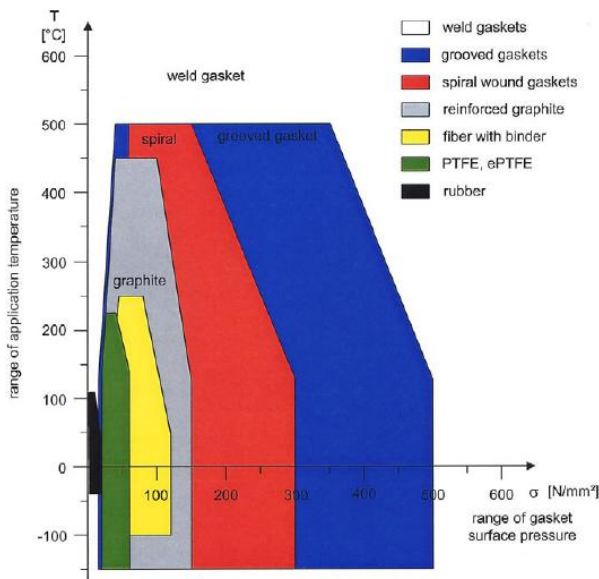 T
[°C]
600
500
400
300
200
100
0
-100
range of application temperature
weld gasket
spiral
grooved gasket
graphite
weld gaskets
grooved gaskets
spiral wound gaskets
reinforced graphite
fiber with binder
PTFE, ePTFE
rubber
100
200
300
400
500
600
σ [N/mm²]
range of gasket
surface pressure